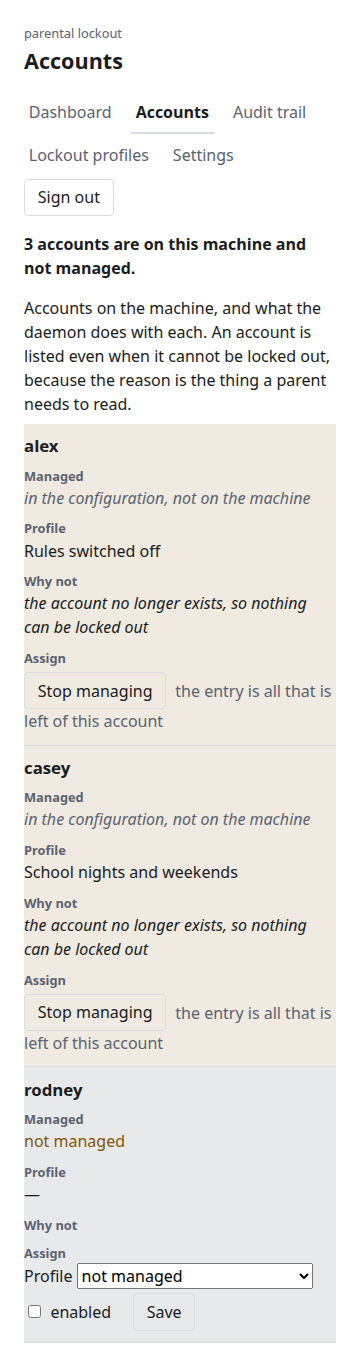 parental lockout
Accounts
Dashboard Accounts Audit trail
Lockout profiles Settings
Sign out
3 accounts are on this machine and
not managed.
Accounts on the machine, and what the
daemon does with each. An account is
listed even when it cannot be locked out,
because the reason is the thing a parent
needs to read.
alex
Managed
in the configuration, not on the machine
Profile
Rules switched off
Why not
the account no longer exists, so nothing
can be locked out
Assign
Stop managing the entry is all that is
left of this account
casey
Managed
in the configuration, not on the machine
Profile
School nights and weekends
Why not
the account no longer exists, so nothing
can be locked out
Assign
Stop managing the entry is all that is
left of this account
rodney
Managed
not managed
Profile
—
Why not
Assign
Profile not managed
enabled Save